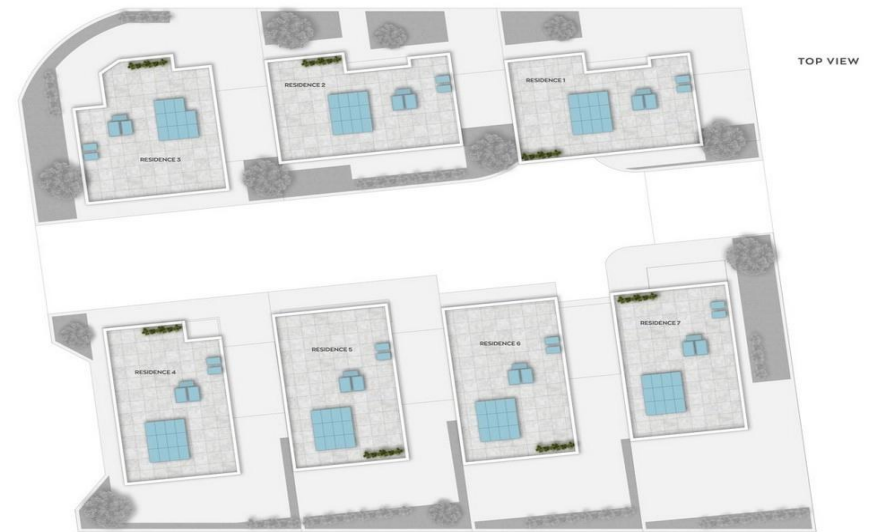 TOP VIEW
RESIDENCE 1
RESIDENCE 2
RESIDENCE 3
RESIDENCE 4
RESIDENCE 5
RESIDENCE 6
RESIDENCE 7